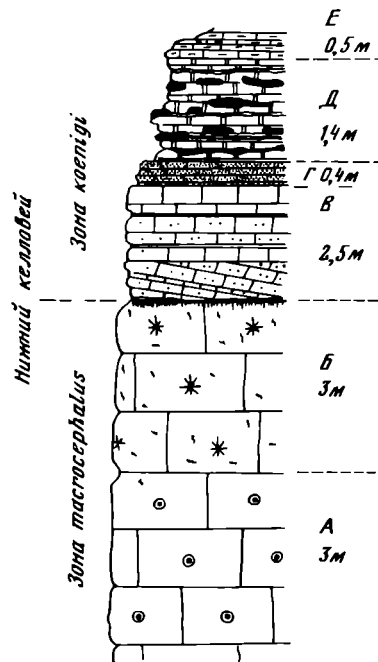 Е
0,5 м
Д
1,4 м
Г 0,4 м
В
2,5 м
Б
3 м
А
3 м
Нижний келловей
Зона koenigi
Зона macrocephalus